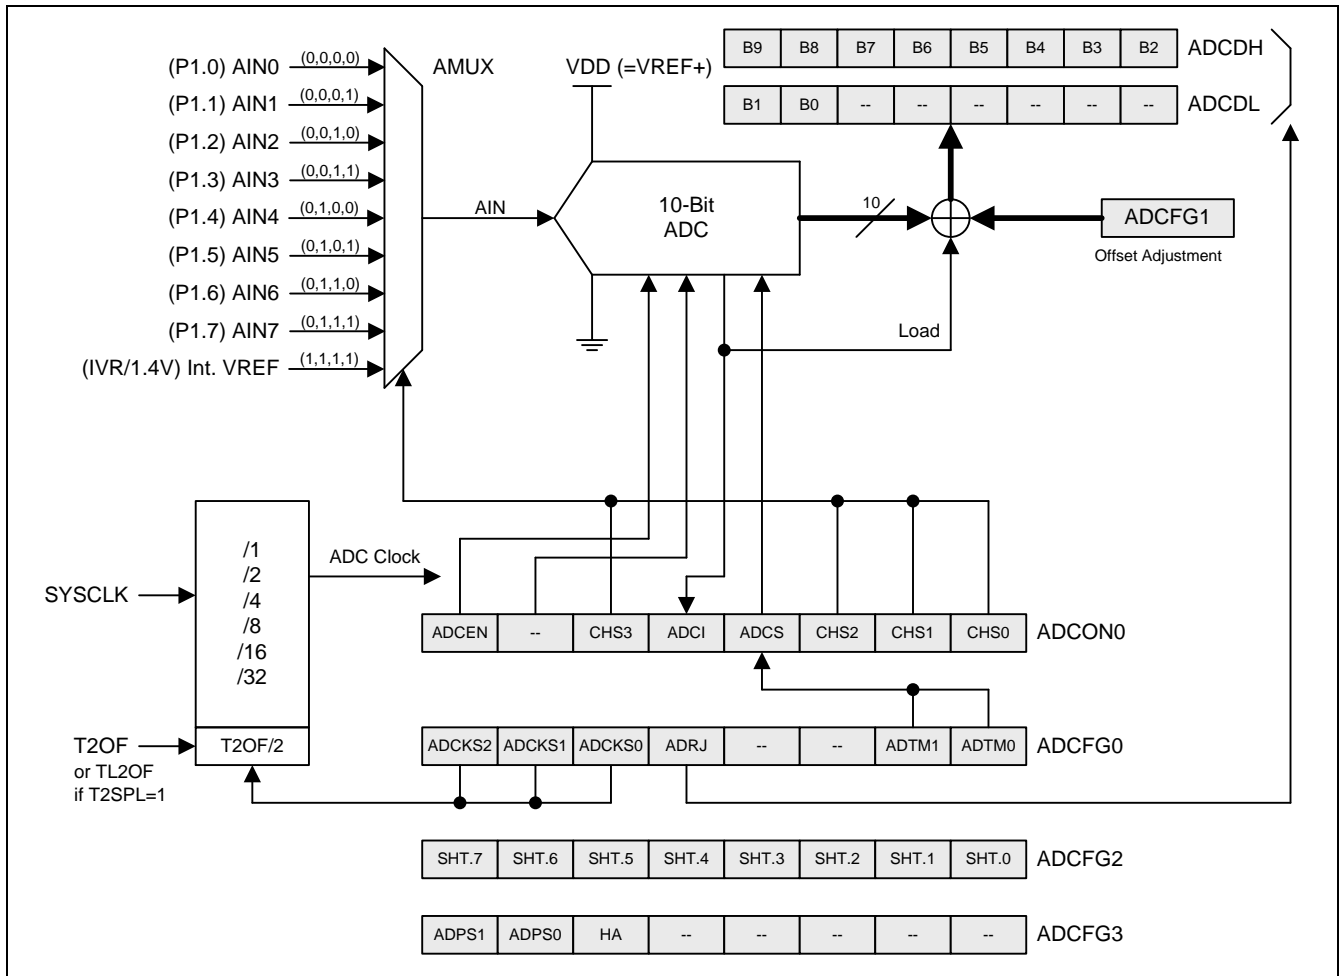 (P1.0) AIN0 (0,0,0,0)
(P1.1) AIN1 (0,0,0,1)
(P1.2) AIN2 (0,0,1,0)
(P1.3) AIN3 (0,0,1,1)
(P1.4) AIN4 (0,1,0,0)
(P1.5) AIN5 (0,1,0,1)
(P1.6) AIN6 (0,1,1,0)
(P1.7) AIN7 (0,1,1,1)
(IVR/1.4V) Int. VREF (1,1,1,1)
AMUX
VDD (=VREF+)
B9 B8 B7 B6 B5 B4 B3 B2 ADCDH
B1 B0 -- -- -- -- -- -- ADCDL
AIN
10-Bit
ADC
10
ADCFG1
Offset Adjustment
Load
SYSCLK
/1
/2
/4
/8
/16
/32
ADC Clock
ADCEN -- CHS3 ADCI ADCS CHS2 CHS1 CHS0 ADCON0
T2OF
or TL2OF
if T2SPL=1
T2OF/2
ADCKS2 ADCKS1 ADCKS0 ADRJ -- -- ADTM1 ADTM0 ADCFG0
SHT.7 SHT.6 SHT.5 SHT.4 SHT.3 SHT.2 SHT.1 SHT.0 ADCFG2
ADPS1 ADPS0 HA -- -- -- -- -- ADCFG3